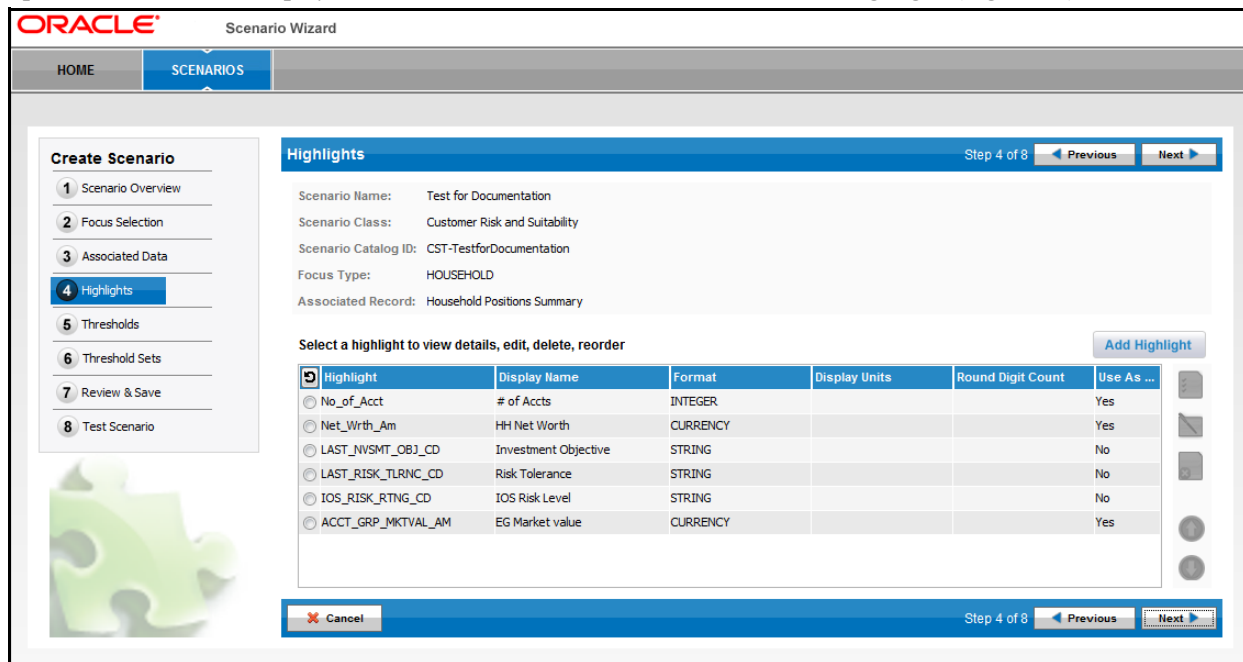 ORACLE Scenario Wizard
HOME SCENARIOS
Create Scenario
1 Scenario Overview
2 Focus Selection
3 Associated Data
4 Highlights
5 Thresholds
6 Threshold Sets
7 Review & Save
8 Test Scenario
Highlights Step 4 of 8 Previous Next
Scenario Name: Test for Documentation
Scenario Class: Customer Risk and Suitability
Scenario Catalog ID: CST-TestforDocumentation
Focus Type: HOUSEHOLD
Associated Record: Household Positions Summary
Select a highlight to view details, edit, delete, reorder Add Highlight
Highlight Display Name Format Display Units Round Digit Count Use As ...
No_of_Acct # of Accts INTEGER Yes
Net_Wrth_Am HH Net Worth CURRENCY Yes
LAST_NVSMT_OBJ_CD Investment Objective STRING No
LAST_RISK_TLRNC_CD Risk Tolerance STRING No
IOS_RISK_RTNG_CD IOS Risk Level STRING No
ACCT_GRP_MKTVAL_AM EG Market value CURRENCY Yes
Cancel Step 4 of 8 Previous Next